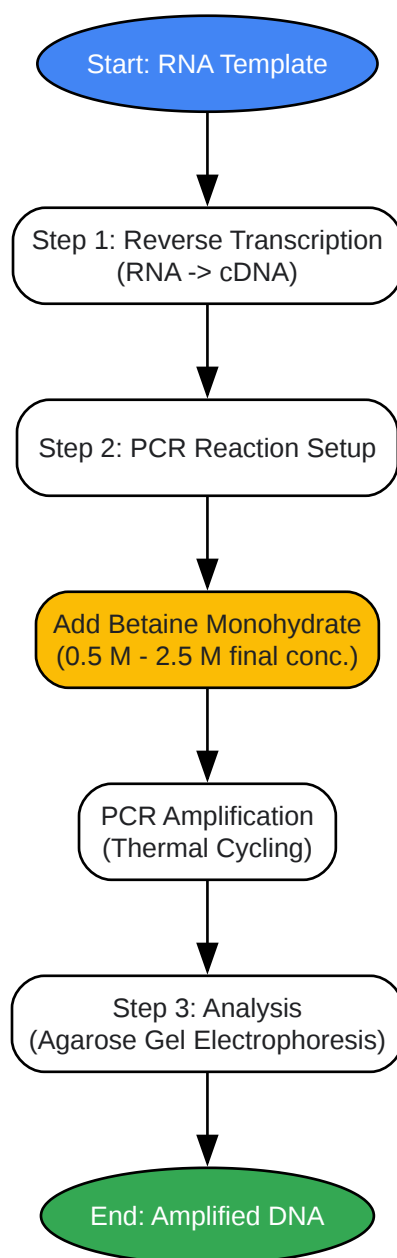 Start: RNA Template
Step 1: Reverse Transcription
(RNA -> cDNA)
Step 2: PCR Reaction Setup
Add Betaine Monohydrate
(0.5 M - 2.5 M final conc.)
PCR Amplification
(Thermal Cycling)
Step 3: Analysis
(Agarose Gel Electrophoresis)
End: Amplified DNA